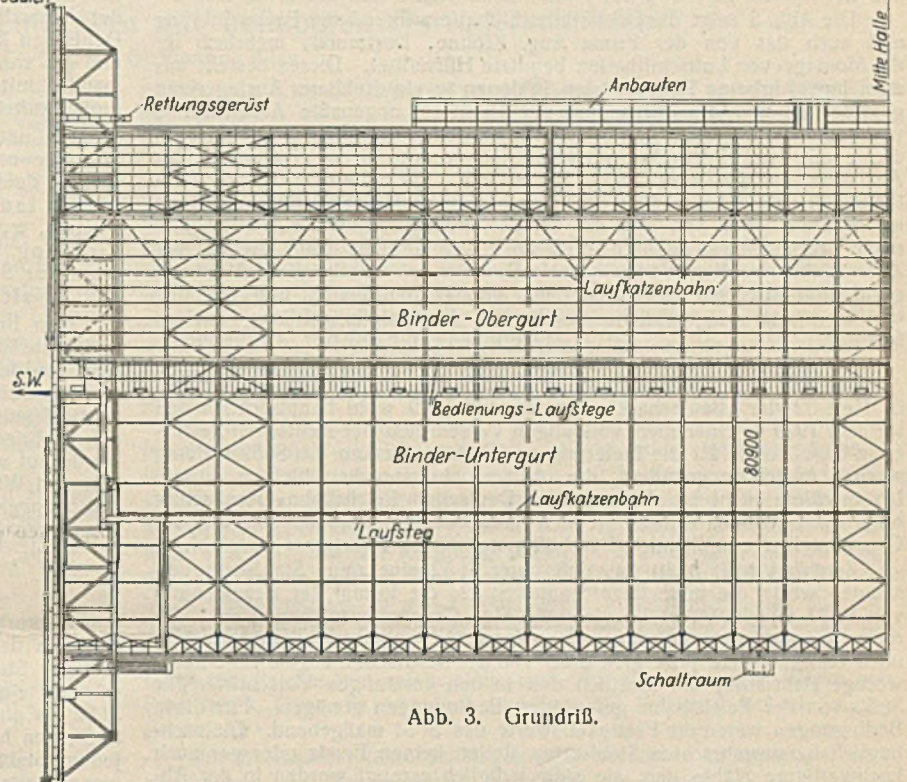 Mitte Halle
Anbauten
Rettungsgerüst
Laufkatzenbahn
Binder-Obergurt
S.W.
Bedienungs-Laufstege
Binder-Untergurt
80900
Laufkatzenbahn
Laufsteg
Schaltraum
Abb. 3. Grundriß.